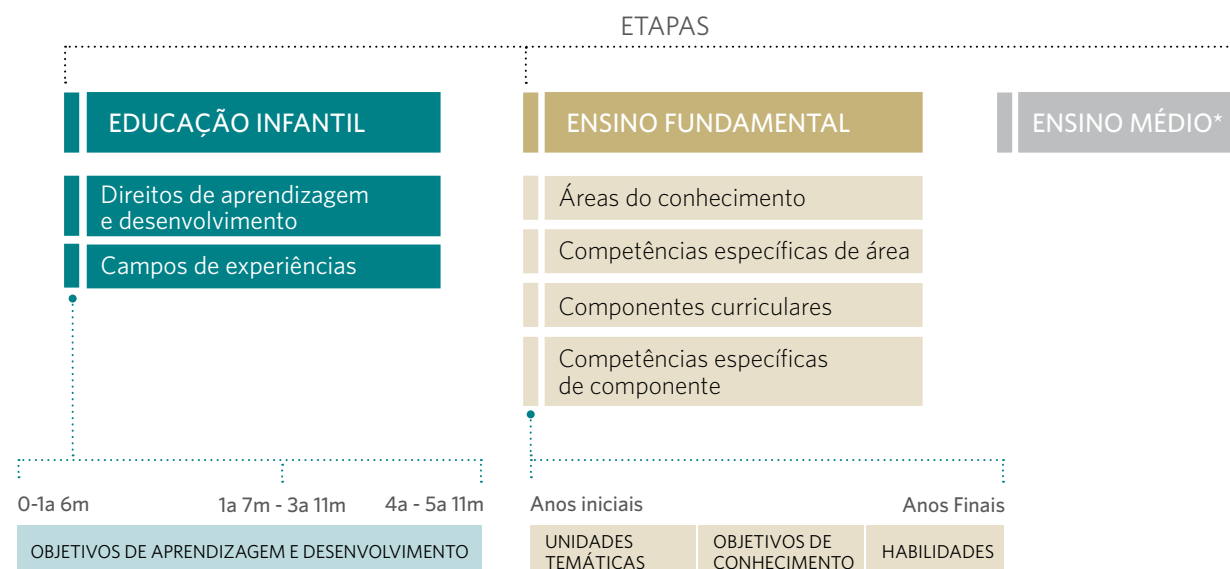 ETAPAS
EDUCAÇÃO INFANTIL
Direitos de aprendizagem
e desenvolvimento
Campos de experiências
0-1a 6m
1a 7m - 3a 11m
4a - 5a 11m
OBJETIVOS DE APRENDIZAGEM E DESENVOLVIMENTO
ENSINO FUNDAMENTAL
Áreas do conhecimento
Competências específicas de área
Componentes curriculares
Competências específicas
de componente
Anos iniciais
Anos Finais
UNIDADES
TEMÁTICAS
OBJETIVOS DE
CONHECIMENTO
HABILIDADES
ENSINO MÉDIO*